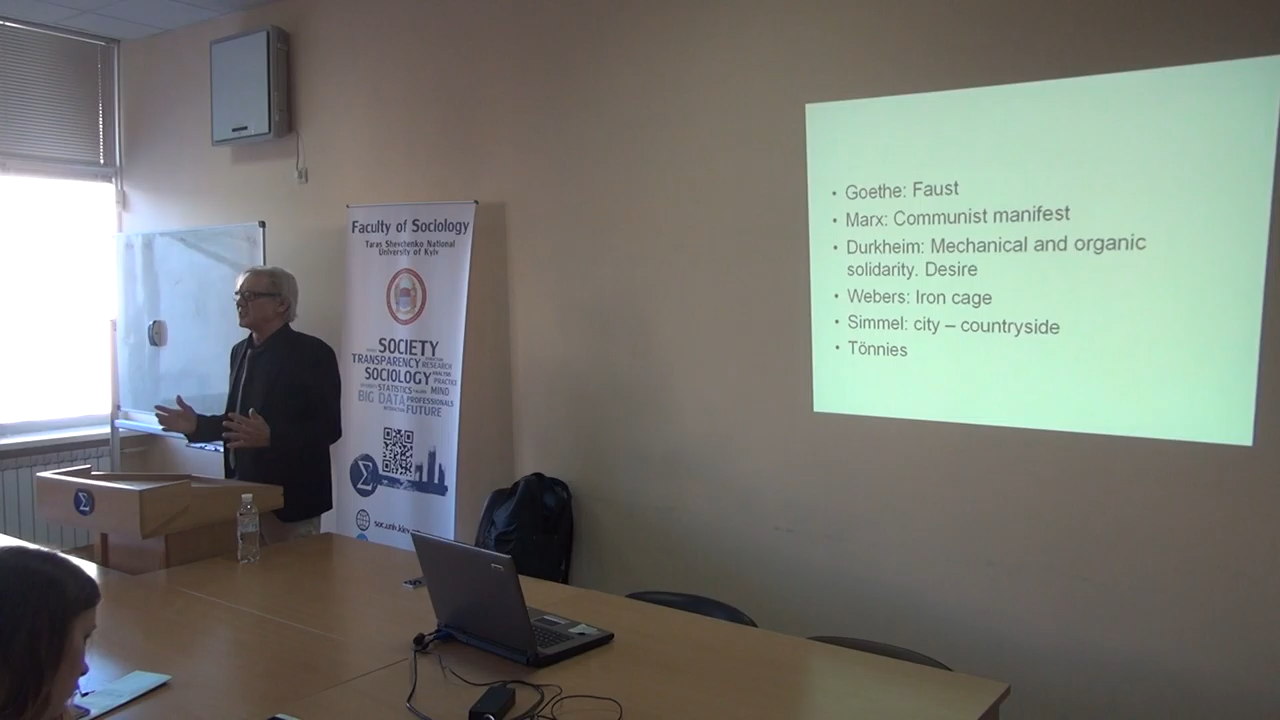 Faculty of Sociology
Taras Shevchenko National
University of Kyiv
SOCIETY
TRANSPARENCY RESEARCH
SOCIOLOGY
PRACTICE
STATISTICS MIND
BIG DATA PROFESSIONALS
FUTURE
Σ
Σ
• Goethe: Faust
• Marx: Communist manifest
• Durkheim: Mechanical and organic
solidarity. Desire
• Webers: Iron cage
• Simmel: city – countryside
• Tönnies